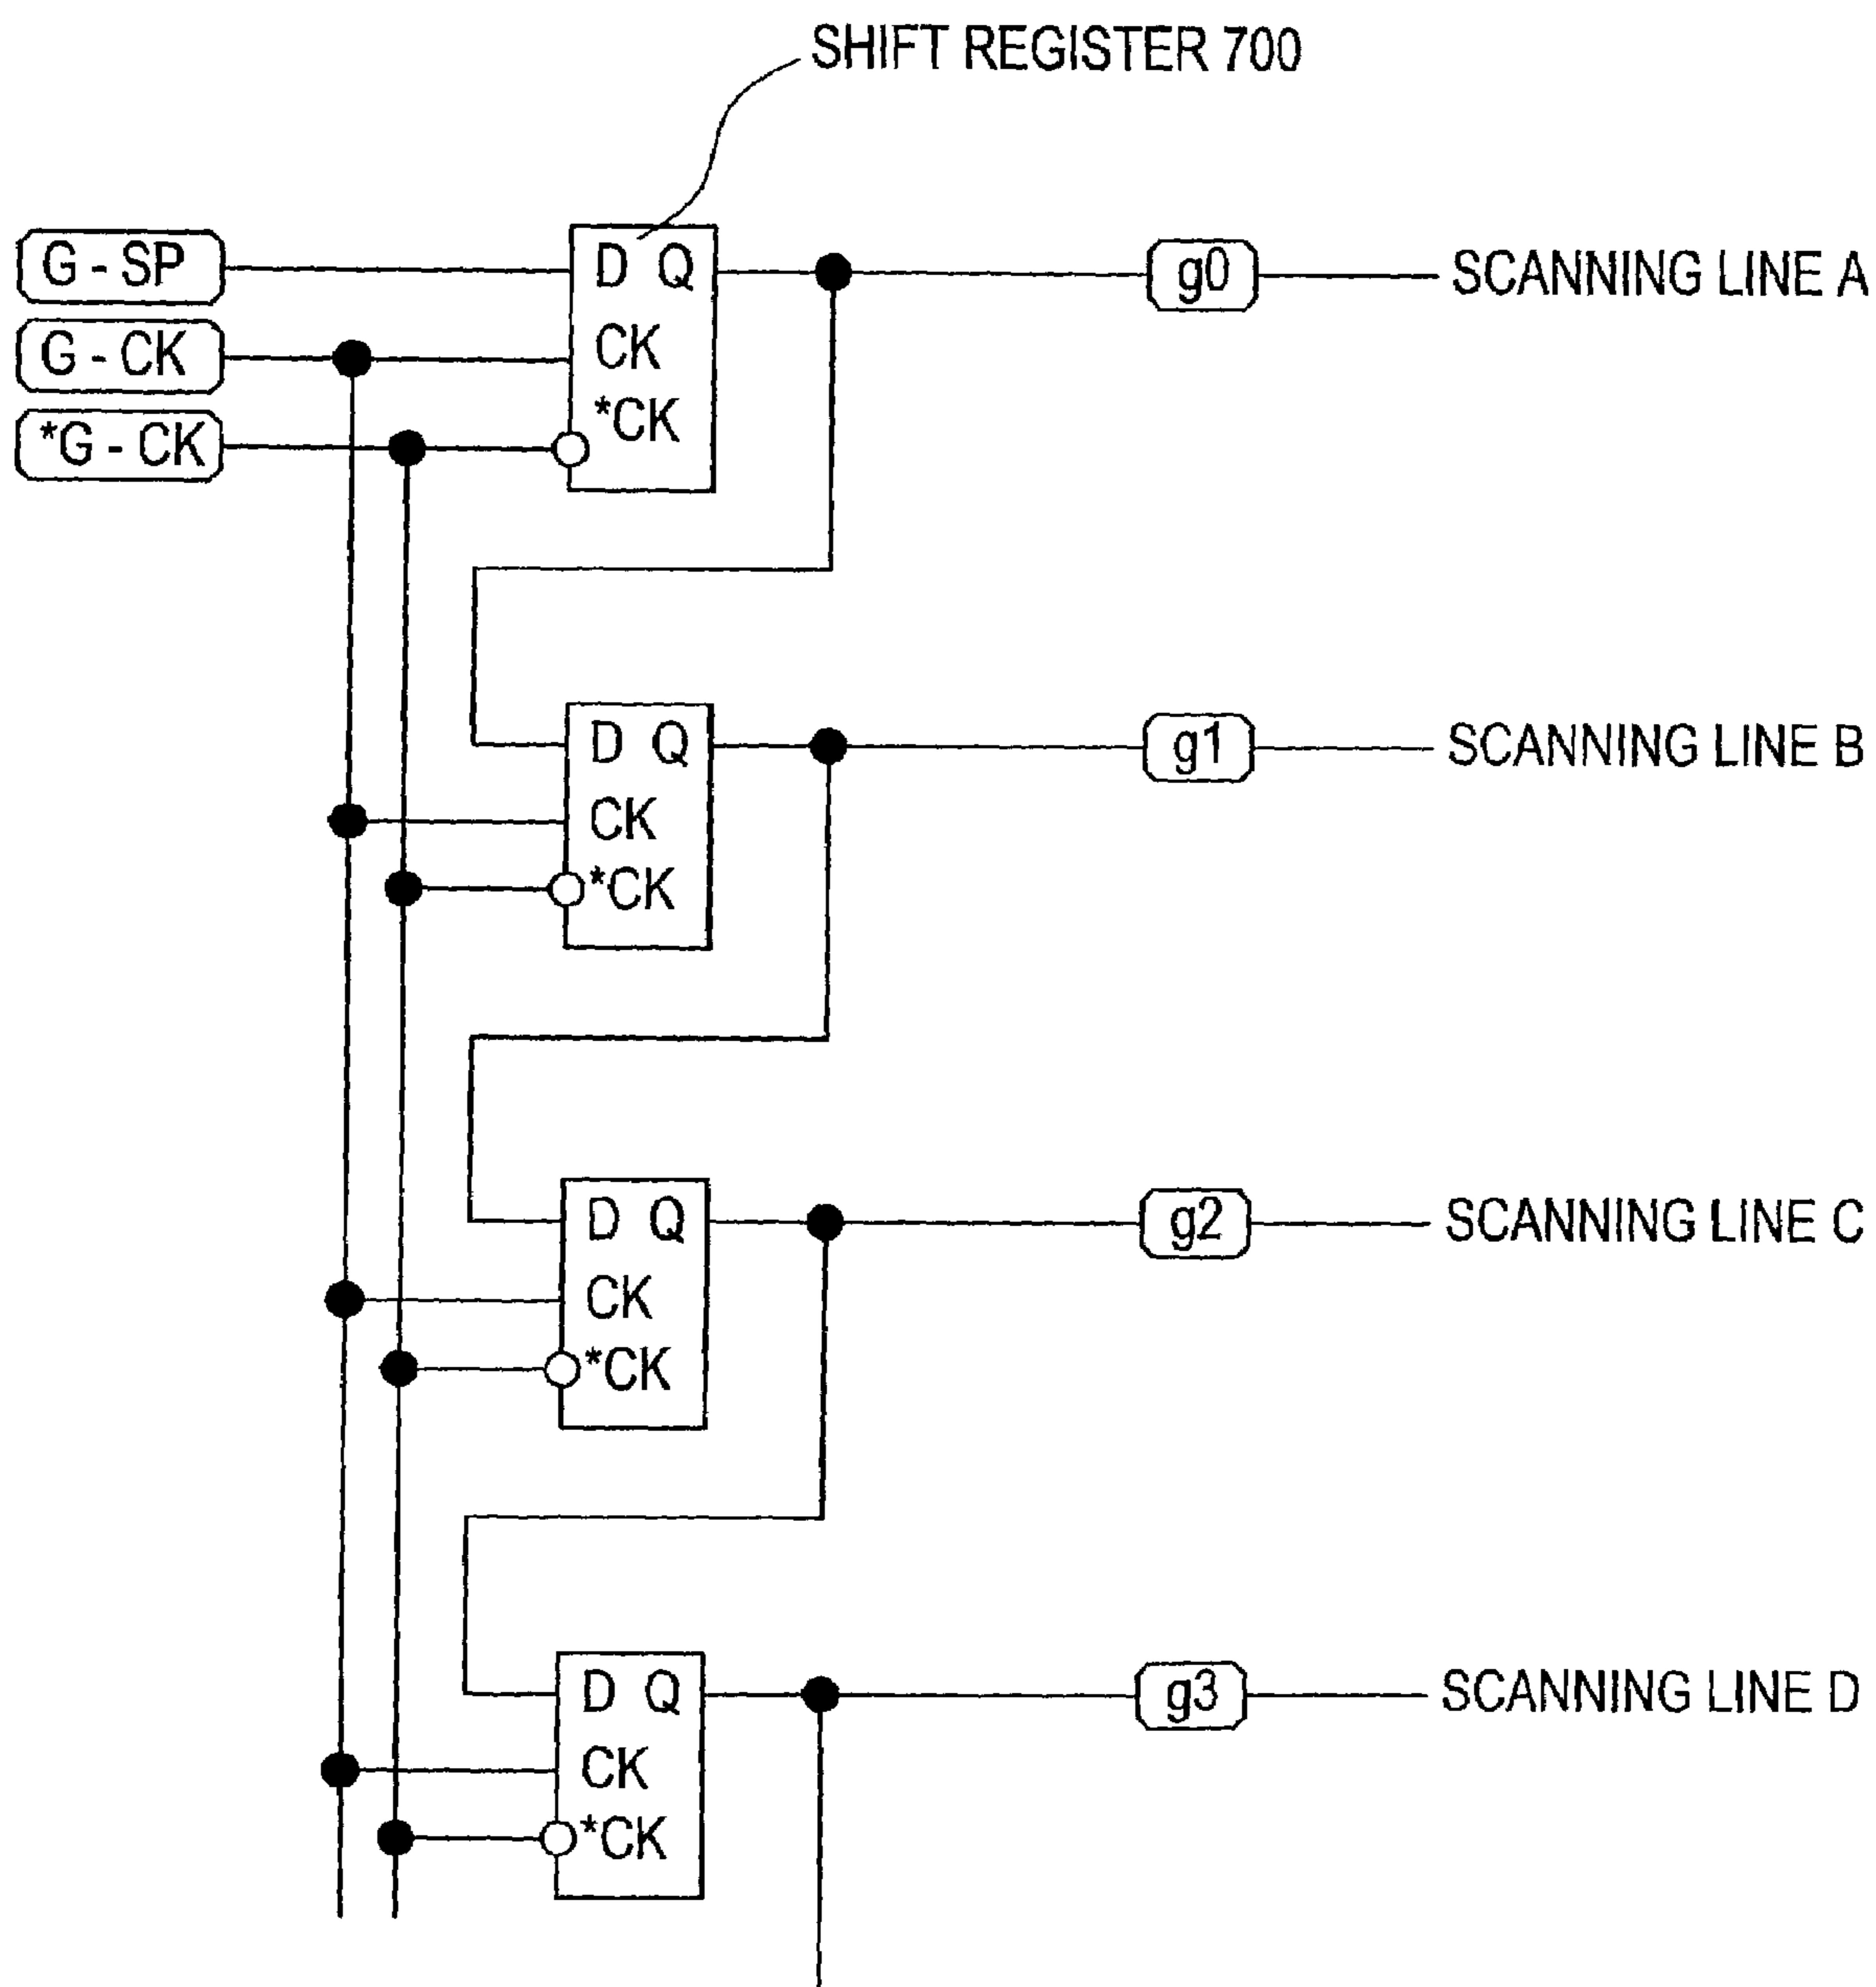 SHIFT REGISTER 700
G - SP
D Q
g0
SCANNING LINE A
G - CK
CK
*G - CK
*CK
D Q
g1
SCANNING LINE B
CK
*CK
D Q
g2
SCANNING LINE C
CK
*CK
D Q
g3
SCANNING LINE D
CK
*CK